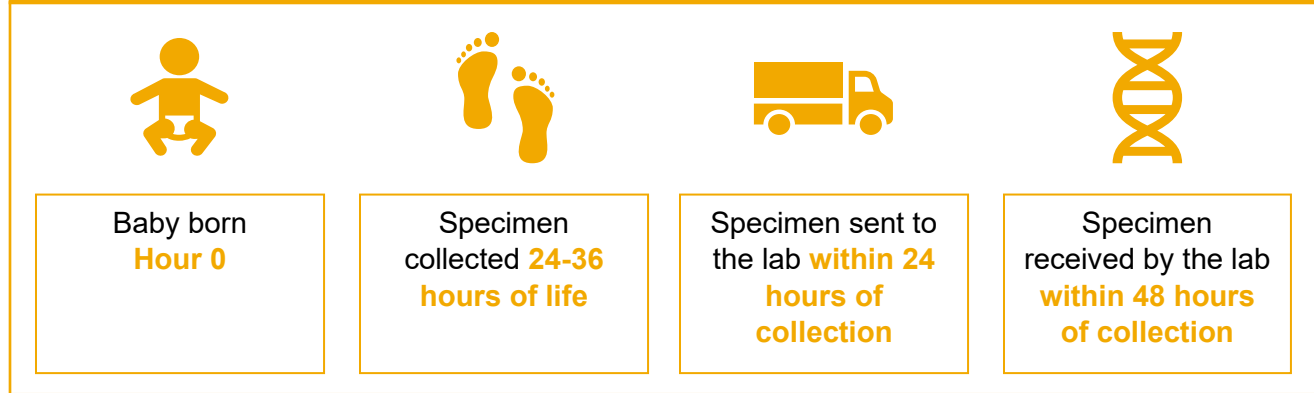 Baby born
Hour 0
Specimen
collected 24-36
hours of life
Specimen sent to
the lab within 24
hours of
collection
Specimen
received by the lab
within 48 hours
of collection